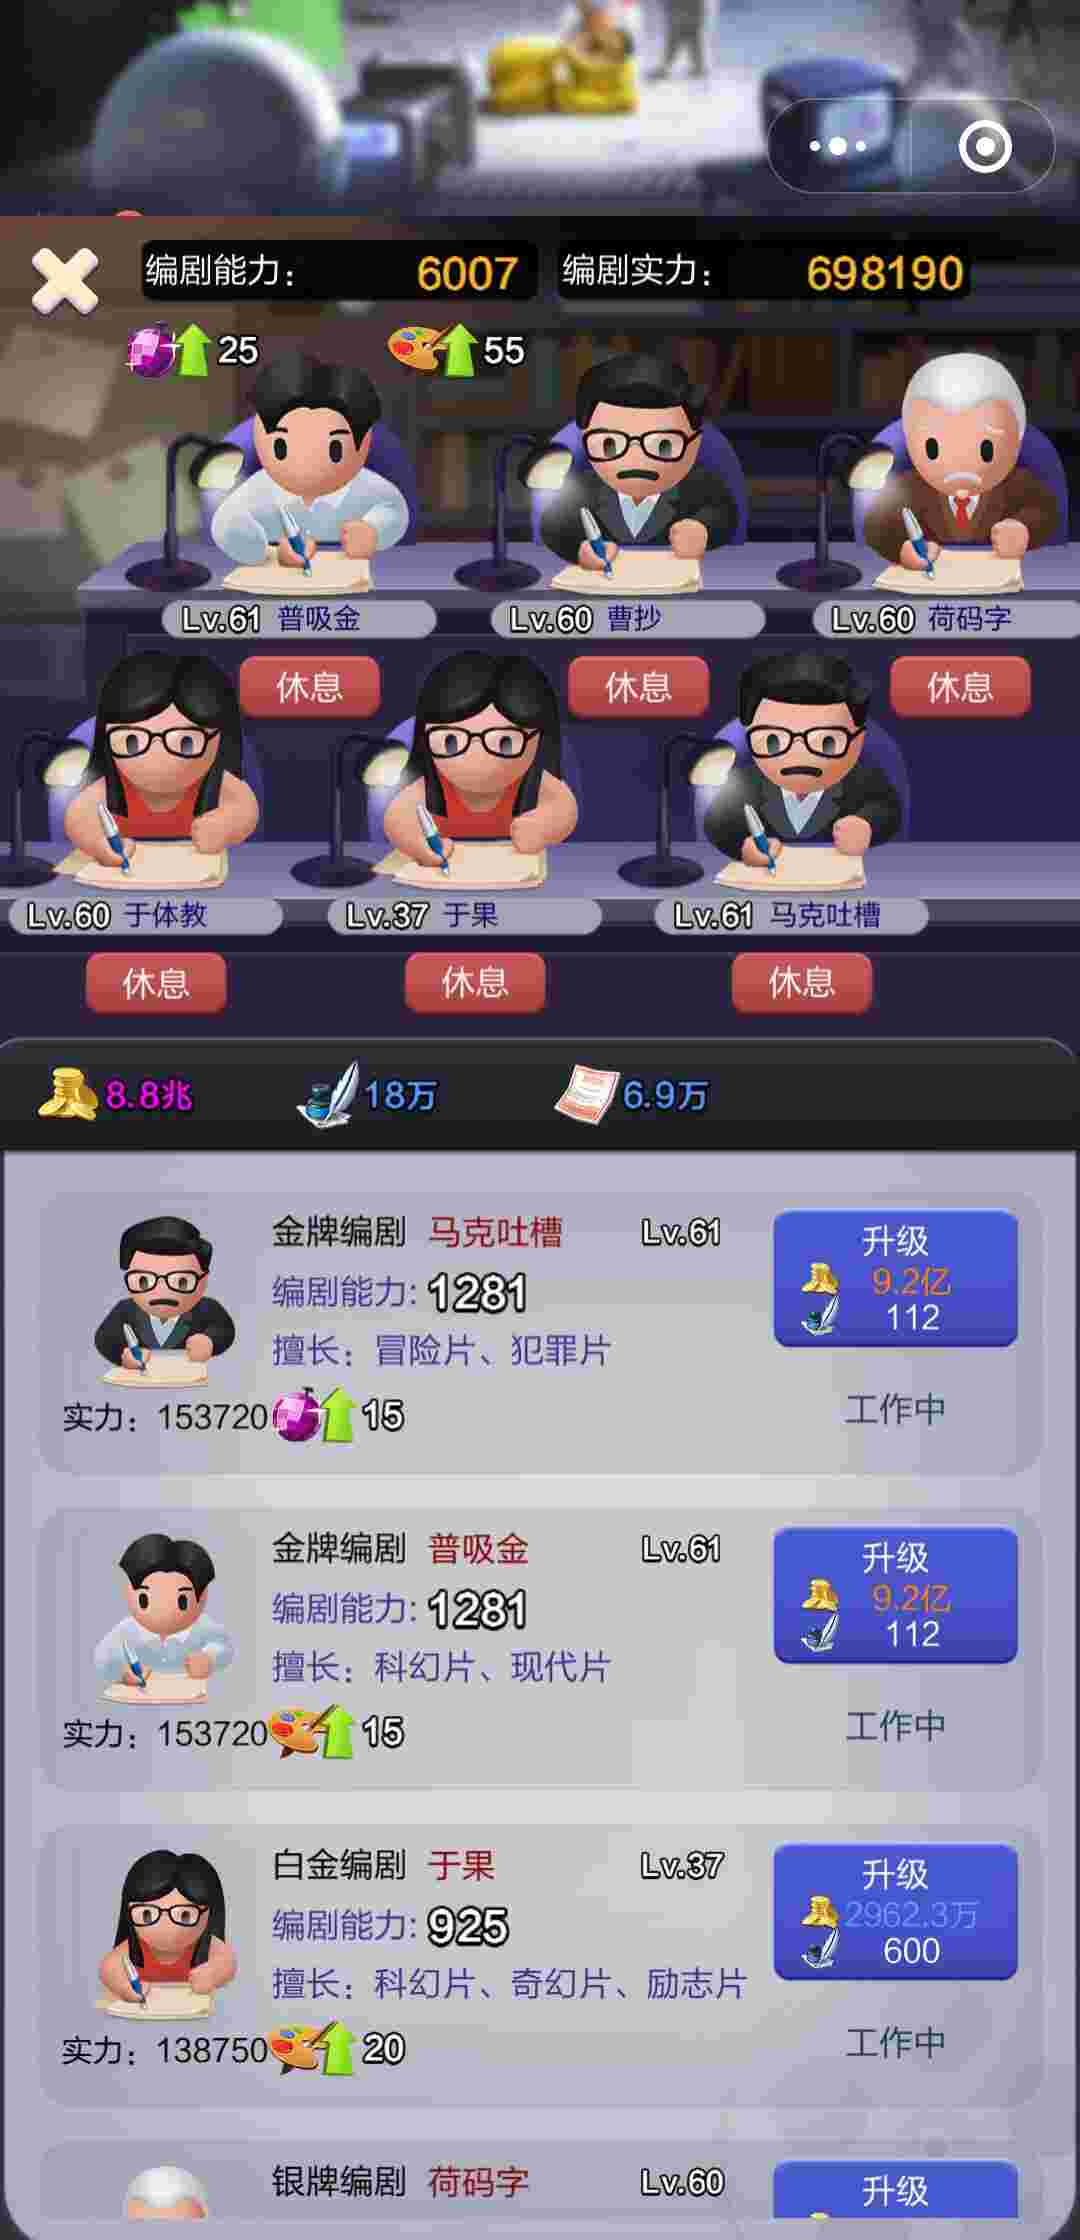 编剧能力： 6007 编剧实力： 698190
25 55
Lv.61 普吸金 Lv.60 曹抄 Lv.60 荷码字
休息 休息 休息
Lv.60 于体教 Lv.37 于果 Lv.61 马克吐槽
休息 休息 休息
8.8兆 18万 6.9万
金牌编剧 马克吐槽 Lv.61 升级
编剧能力: 1281 9.2亿
112
擅长：冒险片、犯罪片
实力：153720 15 工作中
金牌编剧 普吸金 Lv.61 升级
编剧能力: 1281 9.2亿
112
擅长：科幻片、现代片
实力：153720 15 工作中
白金编剧 于果 Lv.37 升级
编剧能力: 925 2962.3万
600
擅长：科幻片、奇幻片、励志片
实力：138750 20 工作中
银牌编剧 荷码字 Lv.60 升级